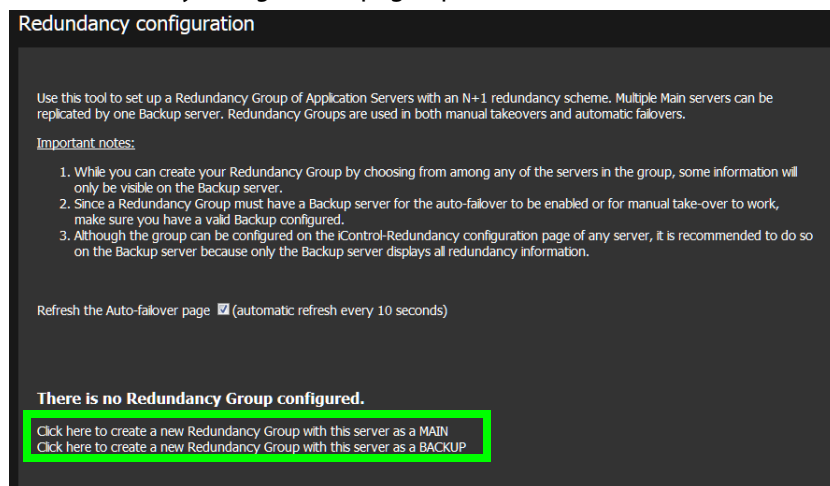 Redundancy configuration
Use this tool to set up a Redundancy Group of Application Servers with an N+1 redundancy scheme. Multiple Main servers can be
replicated by one Backup server. Redundancy Groups are used in both manual takeovers and automatic failovers.
Important notes:
1. While you can create your Redundancy Group by choosing from among any of the servers in the group, some information will
only be visible on the Backup server.
2. Since a Redundancy Group must have a Backup server for the auto-failover to be enabled or for manual take-over to work,
make sure you have a valid Backup configured.
3. Although the group can be configured on the iControl-Redundancy configuration page of any server, it is recommended to do so
on the Backup server because only the Backup server displays all redundancy information.
Refresh the Auto-failover page (automatic refresh every 10 seconds)
There is no Redundancy Group configured.
Click here to create a new Redundancy Group with this server as a MAIN
Click here to create a new Redundancy Group with this server as a BACKUP